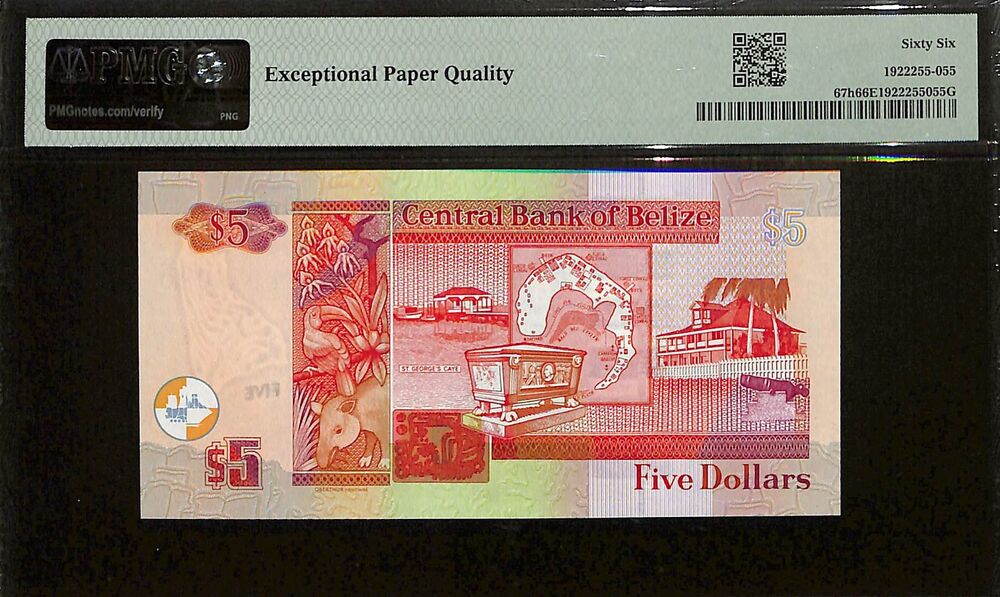 PMG
PMGnotes.com/verify
PNG
Exceptional Paper Quality
Sixty Six
1922255-055
67h66E1922255055G
$5
Central Bank of Belize
$5
ST. GEORGE'S CAYE
FIVE
$5
Five Dollars